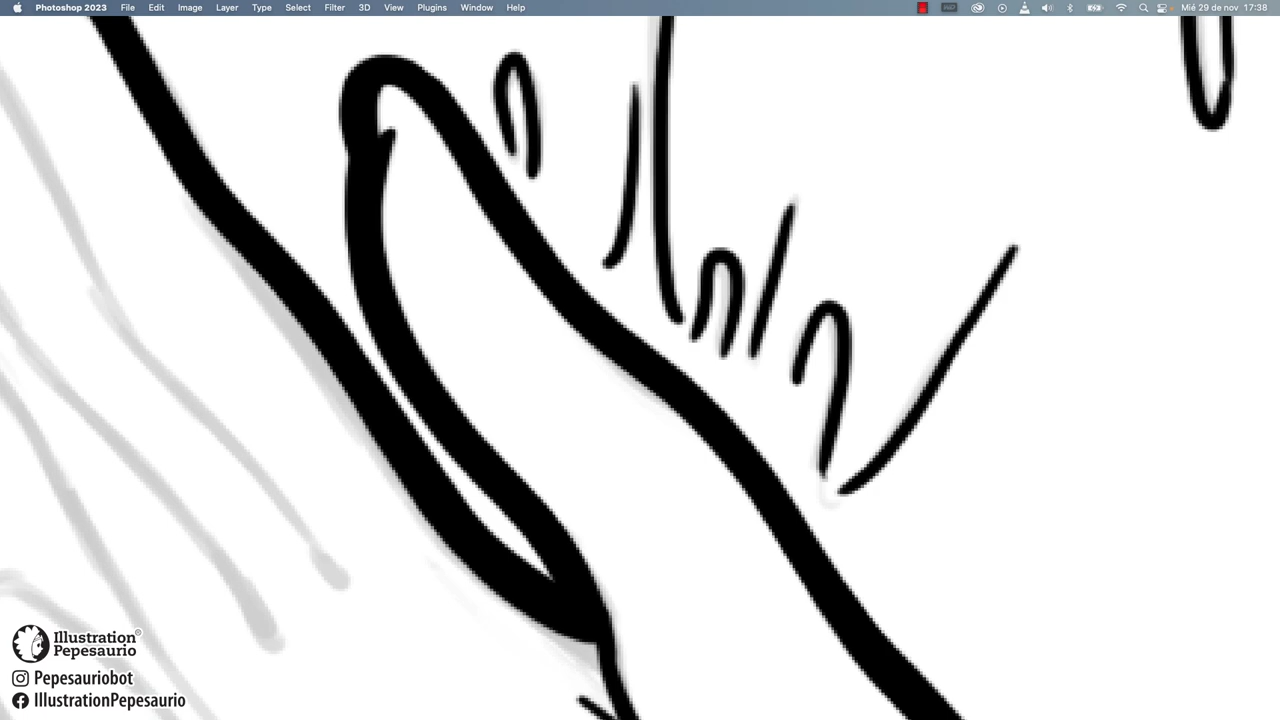 Photoshop 2023 File Edit Image Layer Type Select Filter 3D View Plugins Window Help Mié 29 de nov 17:38
Illustration®
Pepesaurio
Pepesauriobot
IllustrationPepesaurio